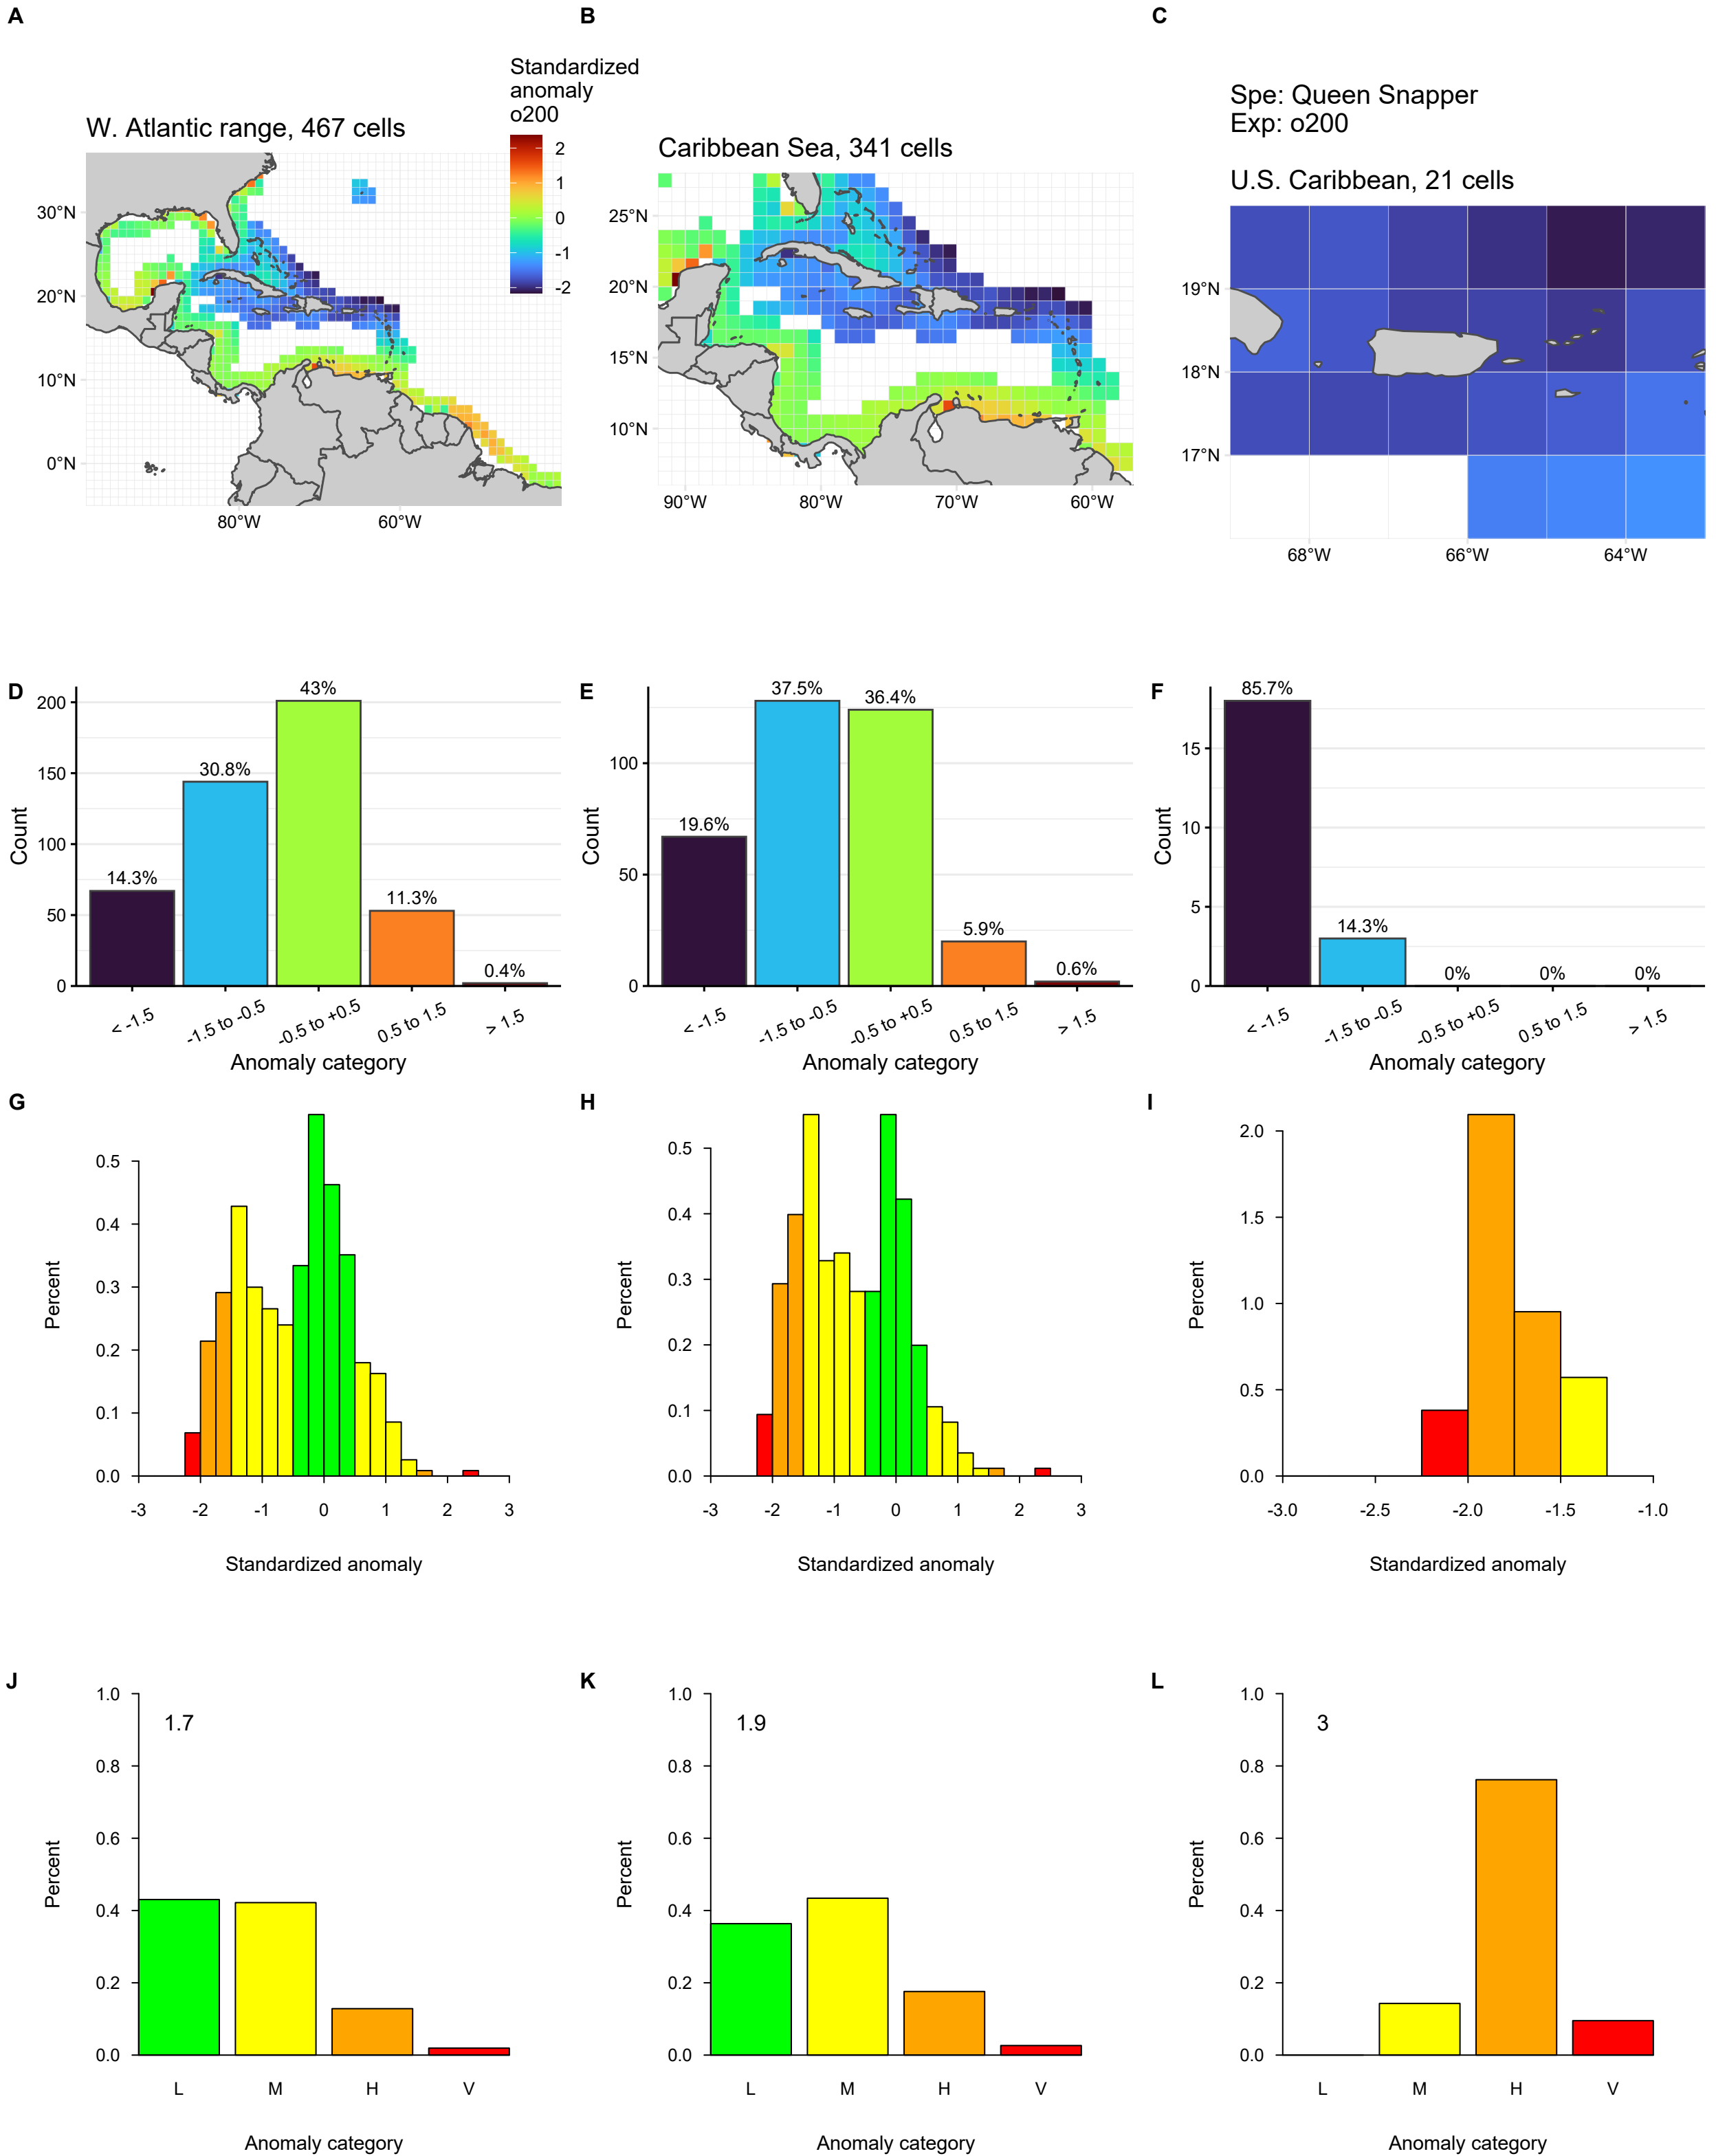 A
B
C
Standardized
anomaly
o200
2
1
0
-1
-2
W. Atlantic range, 467 cells
30°N
20°N
10°N
0°N
80°W
60°W
Caribbean Sea, 341 cells
25°N
20°N
15°N
10°N
90°W
80°W
70°W
60°W
Spe: Queen Snapper
Exp: o200
U.S. Caribbean, 21 cells
19°N
18°N
17°N
68°W
66°W
64°W
D
Count
200
150
100
50
0
14.3%
30.8%
43%
11.3%
0.4%
< -1.5
-1.5 to -0.5
-0.5 to +0.5
0.5 to 1.5
> 1.5
Anomaly category
E
Count
100
50
0
19.6%
37.5%
36.4%
5.9%
0.6%
< -1.5
-1.5 to -0.5
-0.5 to +0.5
0.5 to 1.5
> 1.5
Anomaly category
F
Count
15
10
5
0
85.7%
14.3%
0%
0%
0%
< -1.5
-1.5 to -0.5
-0.5 to +0.5
0.5 to 1.5
> 1.5
Anomaly category
G
Percent
0.5
0.4
0.3
0.2
0.1
0.0
-3
-2
-1
0
1
2
3
Standardized anomaly
H
Percent
0.5
0.4
0.3
0.2
0.1
0.0
-3
-2
-1
0
1
2
3
Standardized anomaly
I
Percent
2.0
1.5
1.0
0.5
0.0
-3.0
-2.5
-2.0
-1.5
-1.0
Standardized anomaly
J
Percent
1.0
0.8
0.6
0.4
0.2
0.0
1.7
L
M
H
V
Anomaly category
K
Percent
1.0
0.8
0.6
0.4
0.2
0.0
1.9
L
M
H
V
Anomaly category
L
Percent
1.0
0.8
0.6
0.4
0.2
0.0
3
L
M
H
V
Anomaly category